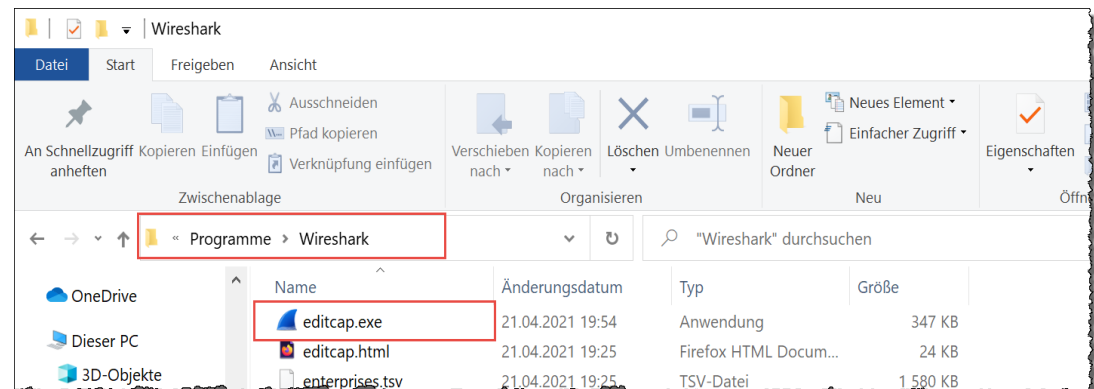 Wireshark
Datei Start Freigeben Ansicht
An Schnellzugriff anheften
Kopieren
Einfügen
Ausschneiden
Pfad kopieren
Verknüpfung einfügen
Zwischenablage
Verschieben nach
Kopieren nach
Löschen
Umbenennen
Organisieren
Neuer Ordner
Neues Element
Einfacher Zugriff
Neu
Eigenschaften
« Programme > Wireshark
"Wireshark" durchsuchen
Name Änderungsdatum Typ Größe
OneDrive
Dieser PC
3D-Objekte
editcap.exe 21.04.2021 19:54 Anwendung 347 KB
editcap.html 21.04.2021 19:25 Firefox HTML Docum... 24 KB
enterprises.tsv 21.04.2021 19:25 TSV-Datei 1 580 KB